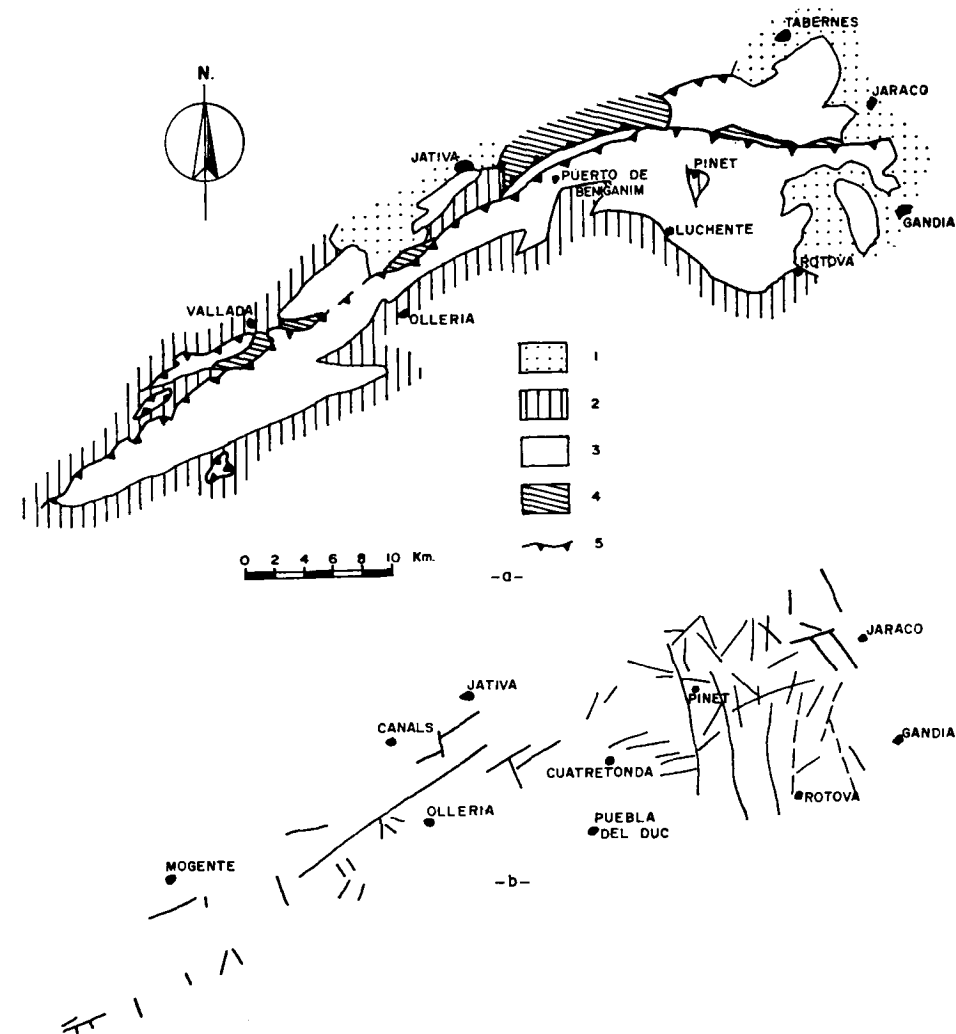 N.
TABERNES
JARACO
JATIVA
PUERTO DE
BENIGANIM
PINET
GANDIA
LUCHENTE
ROTOVA
VALLADA
OLLERIA
1
2
3
4
5
0 2 4 6 8 10 Km.
-a-
JARACO
JATIVA
PINET
CANALS
GANDIA
CUATRETONDA
ROTOVA
OLLERIA
PUEBLA
DEL DUC
MOGENTE
-b-